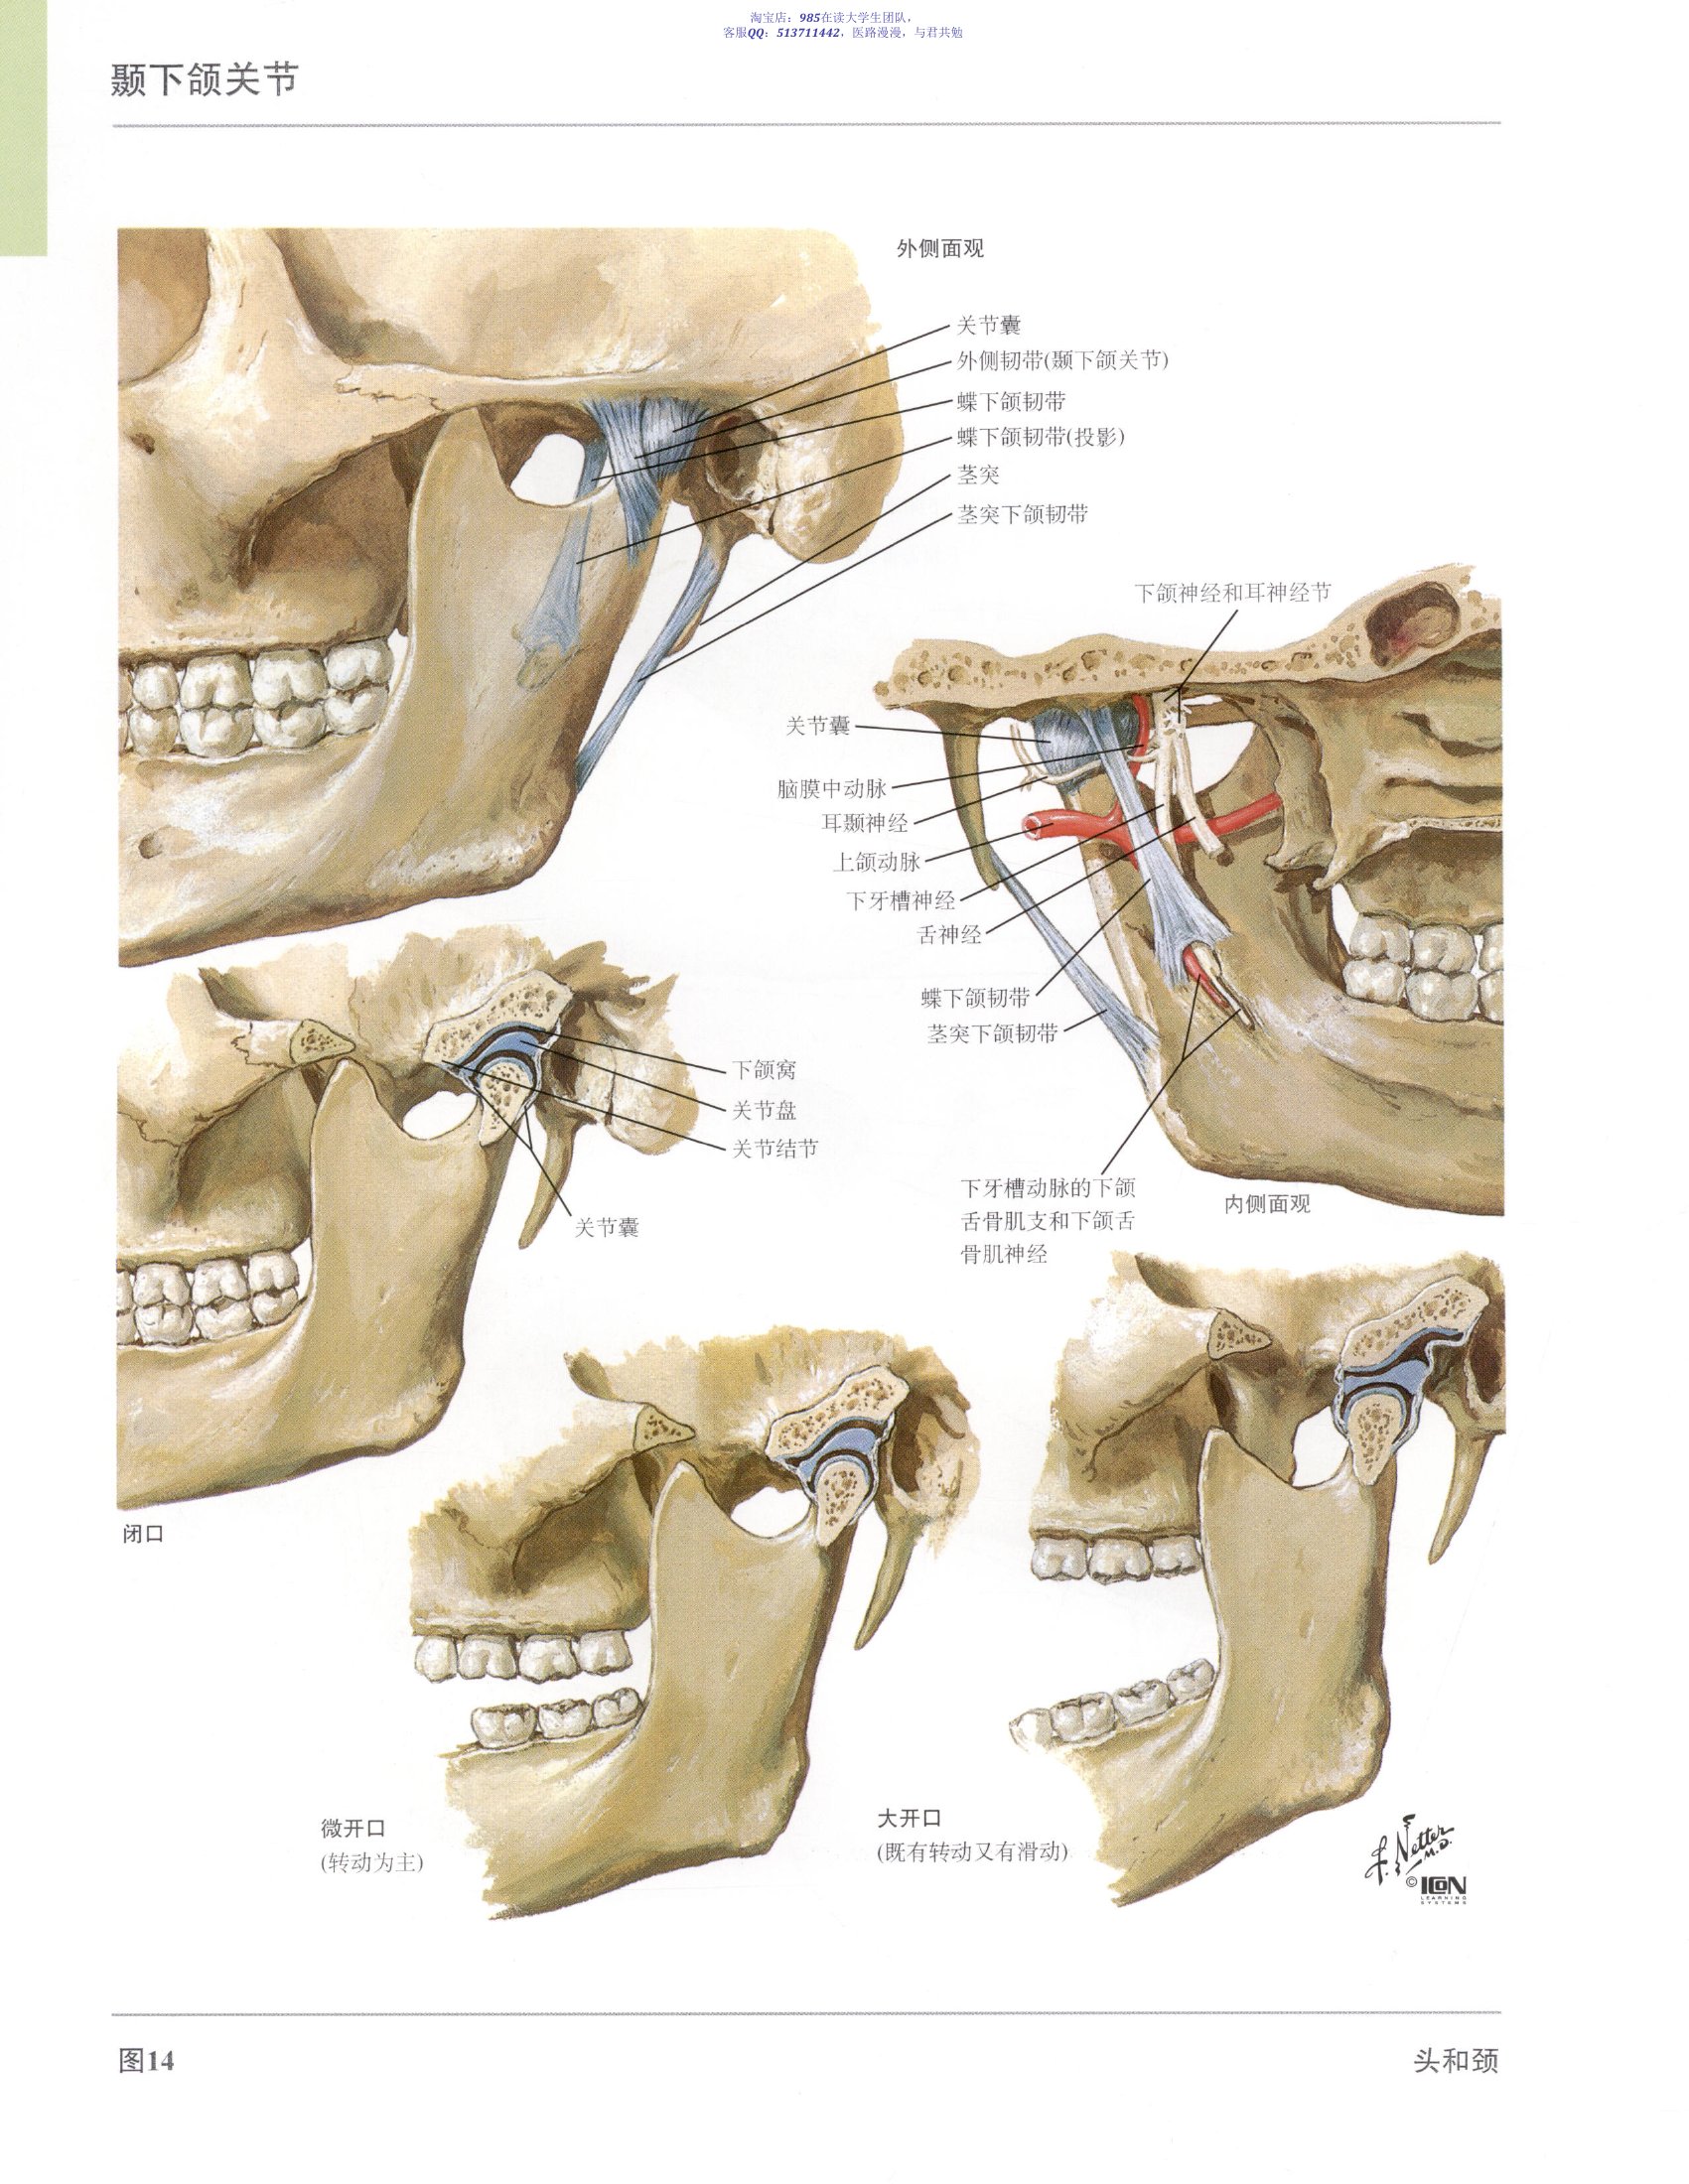 淘宝店：985在读大学生团队，
客服QQ：513711442，医路漫漫，与君共勉
颞下颌关节
外侧面观
关节囊
外侧韧带(颞下颌关节)
蝶下颌韧带
蝶下颌韧带(投影)
茎突
茎突下颌韧带
下颌神经和耳神经节
关节囊
脑膜中动脉
耳颞神经
上颌动脉
下牙槽神经
舌神经
蝶下颌韧带
茎突下颌韧带
下牙槽动脉的下颌
舌骨肌支和下颌舌
骨肌神经
内侧面观
下颌窝
关节盘
关节结节
关节囊
闭口
微开口
(转动为主)
大开口
(既有转动又有滑动)
F. Netter
M.D.
© ICON
LEARNING
SYSTEMS
图14
头和颈